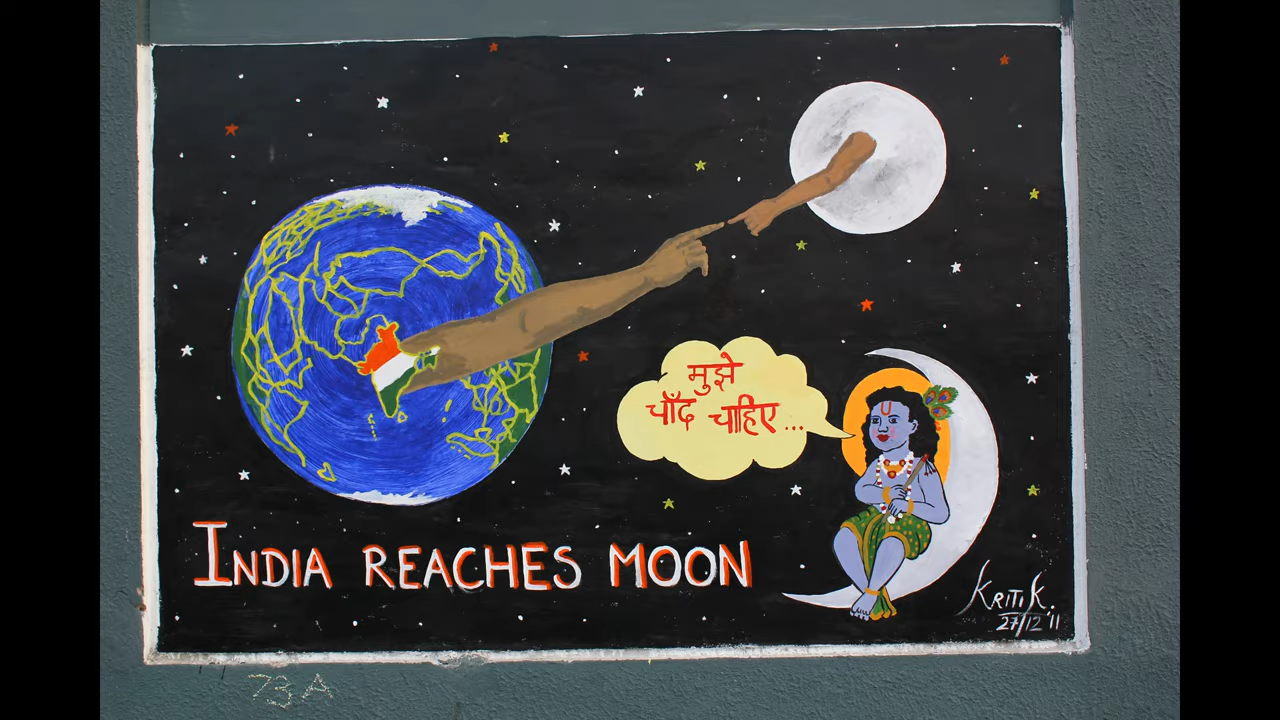 मुझे
चाँद चाहिए...
INDIA REACHES MOON
KRITIK.
27/12 '11
73A